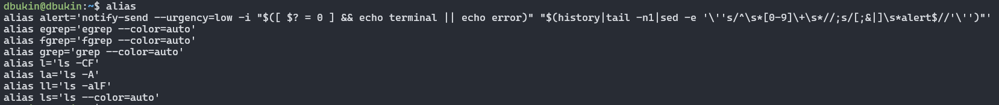 dbukin@dbukin:~$ alias
alias alert='notify-send --urgency=low -i "$([ $? = 0 ] && echo terminal || echo error)" "$(history|tail -n1|sed -e '\''s/^\s*[0-9]\+\s*//;s/[;&|]\s*alert$//'\'')"'
alias egrep='egrep --color=auto'
alias fgrep='fgrep --color=auto'
alias grep='grep --color=auto'
alias l='ls -CF'
alias la='ls -A'
alias ll='ls -alF'
alias ls='ls --color=auto'